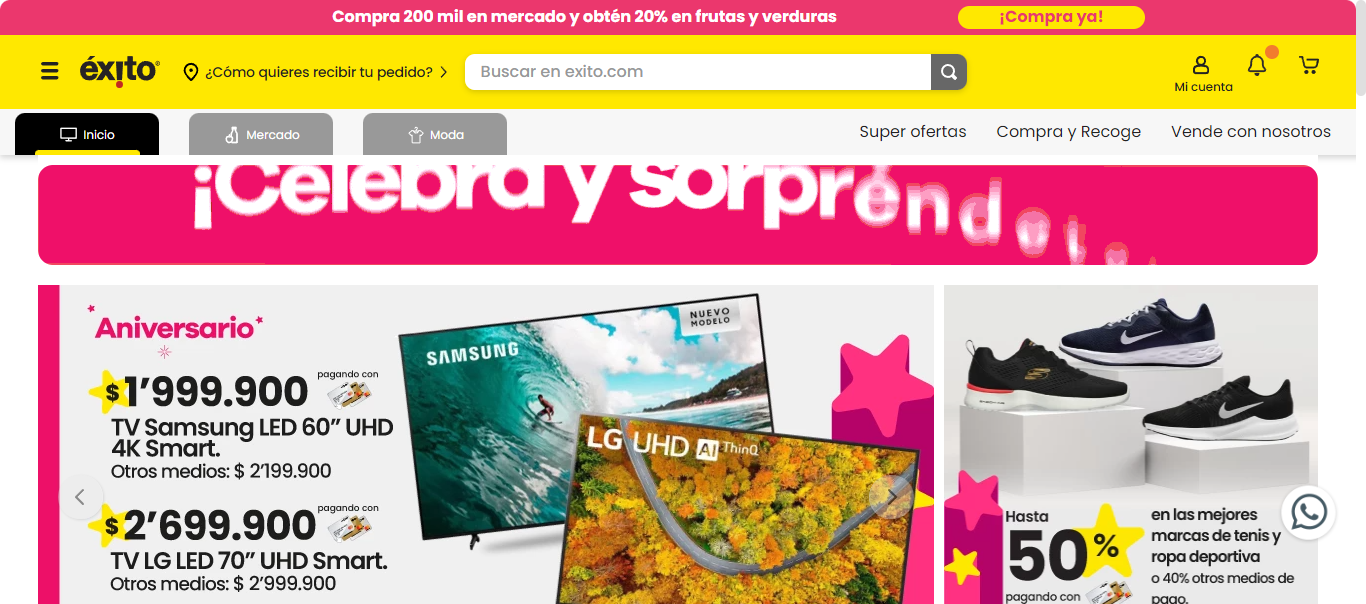 Compra 200 mil en mercado y obtén 20% en frutas y verduras
¡Compra ya!
éxito
¿Cómo quieres recibir tu pedido?
Buscar en exito.com
Mi cuenta
Inicio
Mercado
Moda
Super ofertas
Compra y Recoge
Vende con nosotros
¡Celebra y sorprend
Aniversario
$1’999.900
pagando con
TV Samsung LED 60” UHD
4K Smart.
Otros medios: $ 2’199.900
$2’699.900
pagando con
TV LG LED 70” UHD Smart.
Otros medios: $ 2’999.900
SAMSUNG
NUEVO
MODELO
LG UHD AI ThinQ
Hasta
50%
pagando con
en las mejores
marcas de tenis y
ropa deportiva
o 40% otros medios de
pago.